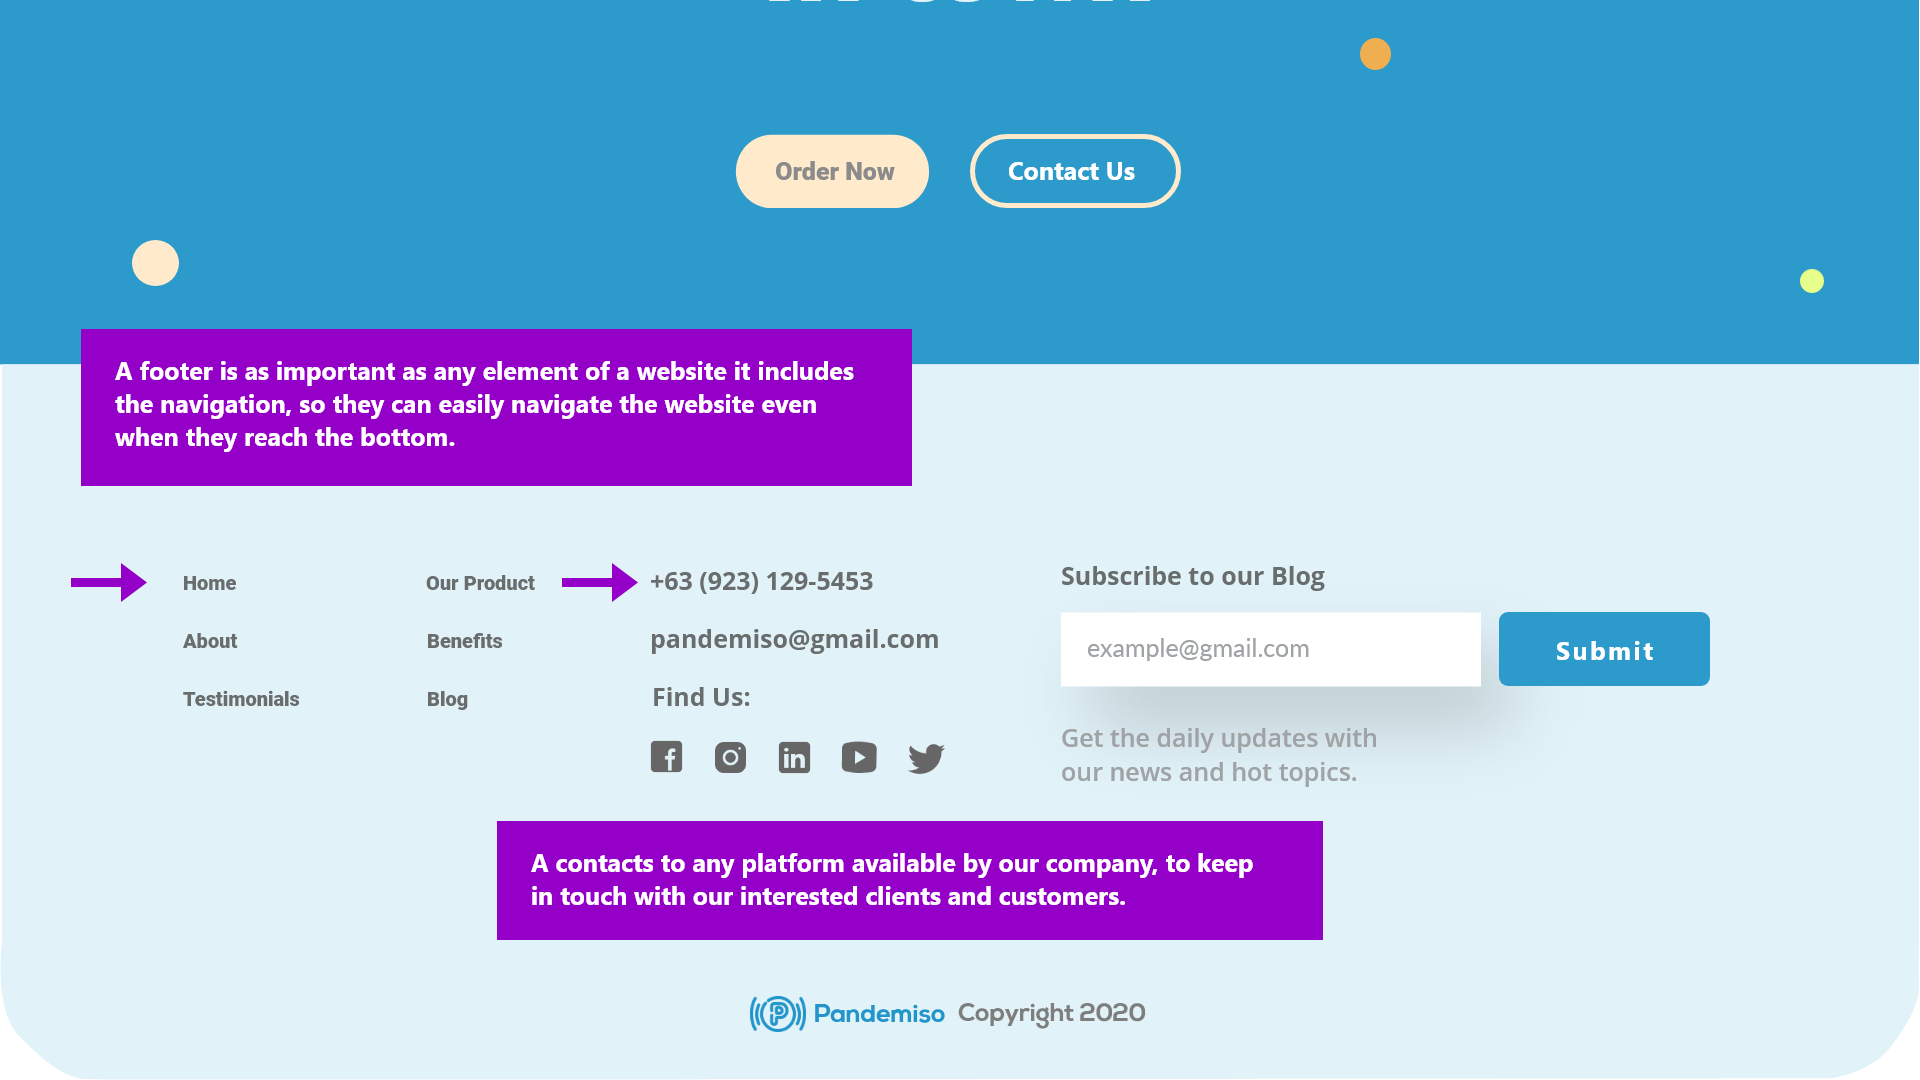 Order Now
Contact Us
A footer is as important as any element of a website it includes
the navigation, so they can easily navigate the website even
when they reach the bottom.
Home
About
Testimonials
Our Product
Benefits
Blog
+63 (923) 129-5453
pandemiso@gmail.com
Find Us:
Subscribe to our Blog
example@gmail.com
Submit
Get the daily updates with
our news and hot topics.
A contacts to any platform available by our company, to keep
in touch with our interested clients and customers.
Pandemiso Copyright 2020